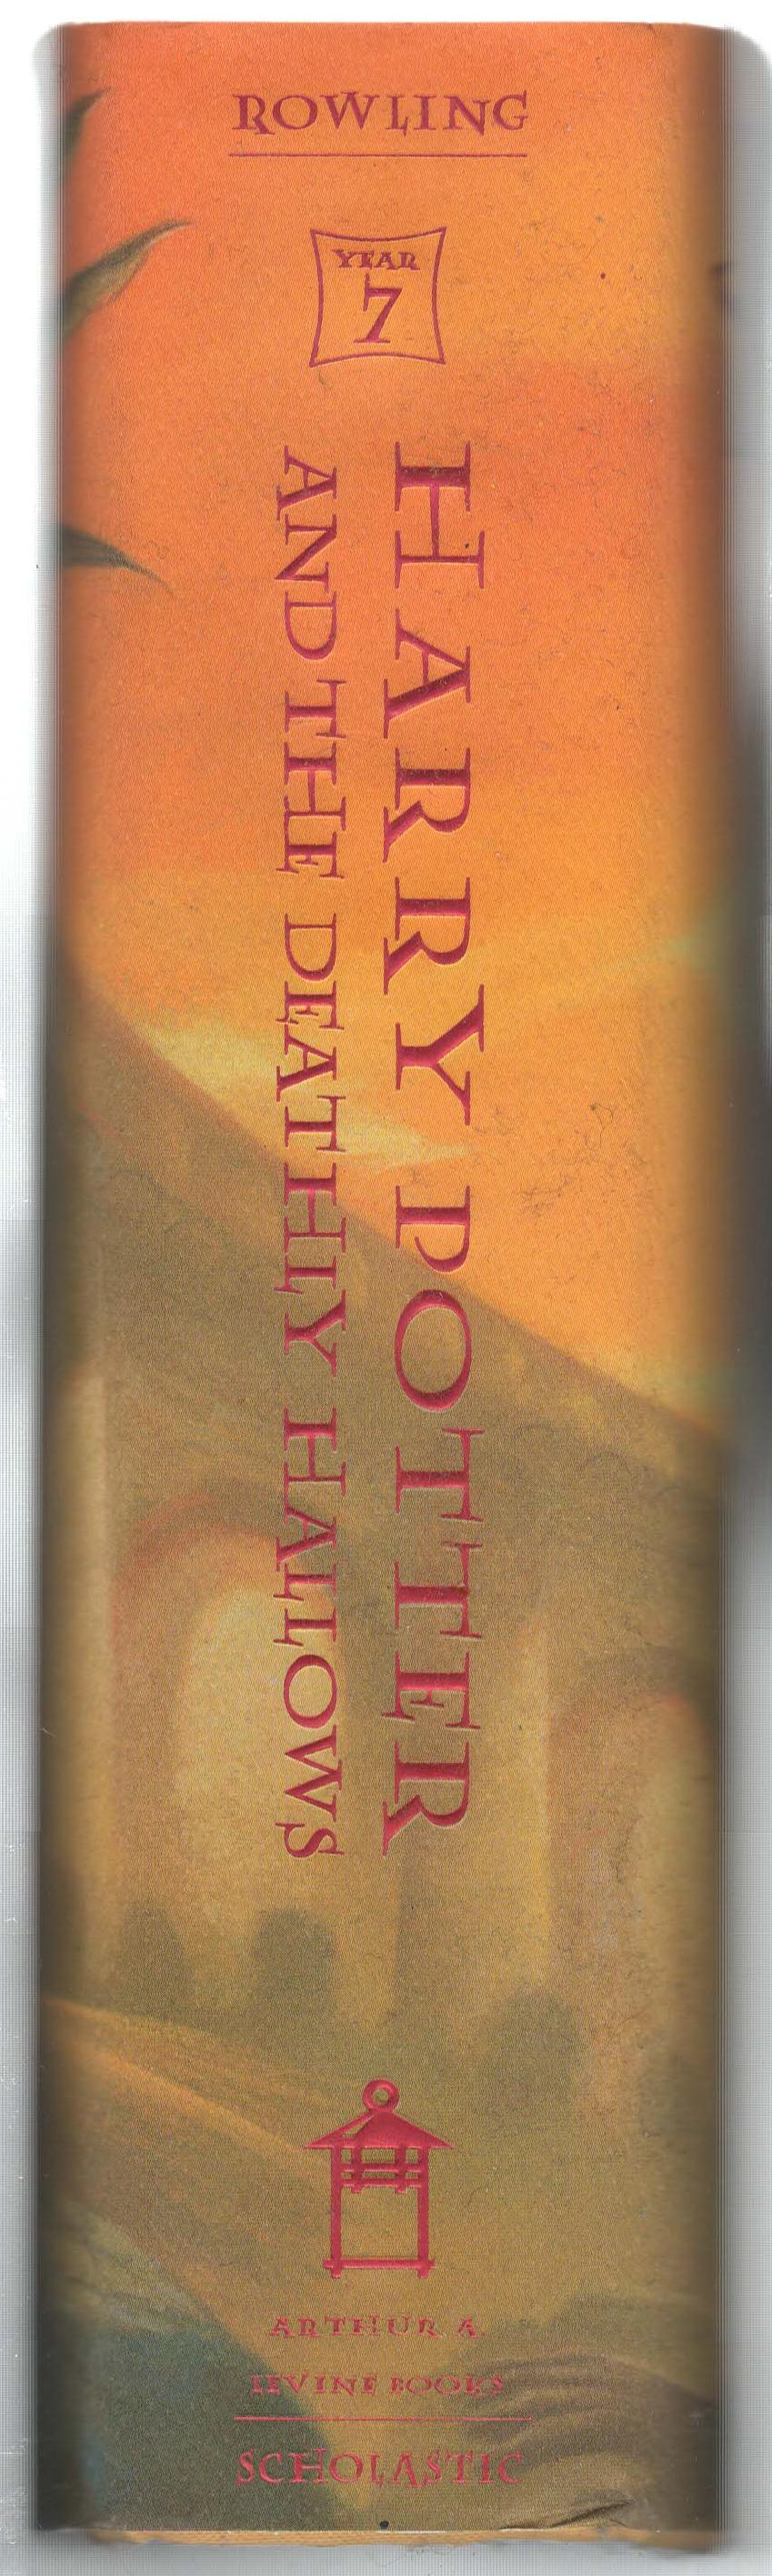 ROWLING
YEAR
7
HARRY POTTER
AND THE DEATHLY HALLOWS
ARTHUR A.
LEVINE BOOKS
SCHOLASTIC